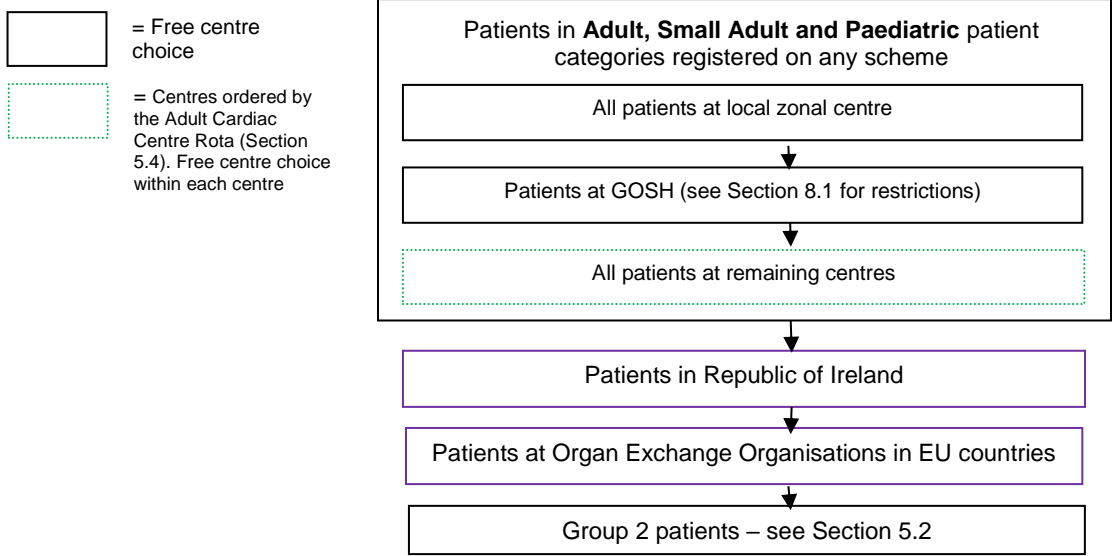 = Free centre
choice
= Centres ordered by
the Adult Cardiac
Centre Rota (Section
5.4). Free centre choice
within each centre
Patients in Adult, Small Adult and Paediatric patient
categories registered on any scheme
All patients at local zonal centre
Patients at GOSH (see Section 8.1 for restrictions)
All patients at remaining centres
Patients in Republic of Ireland
Patients at Organ Exchange Organisations in EU countries
Group 2 patients – see Section 5.2